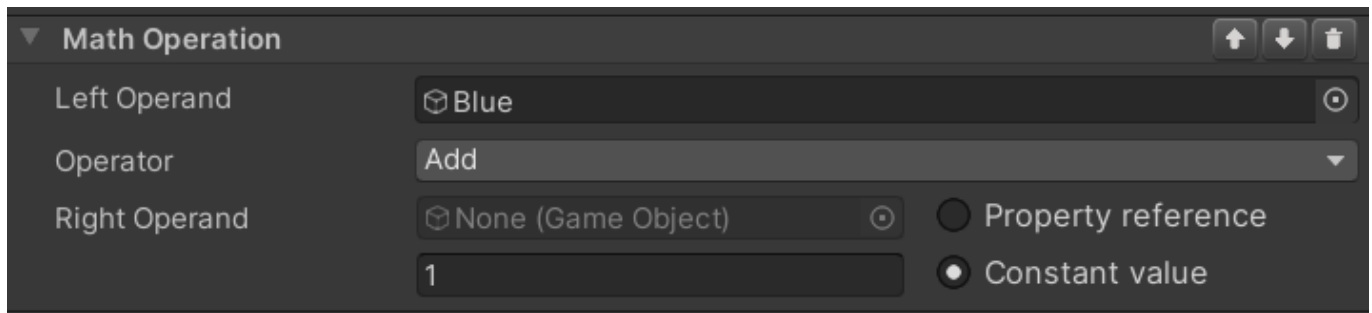 Math Operation
Left Operand Blue
Operator Add
Right Operand None (Game Object) Property reference
1 Constant value